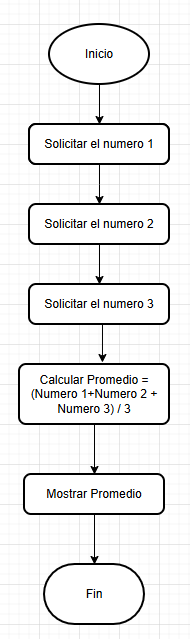 Inicio
Solicitar el numero 1
Solicitar el numero 2
Solicitar el numero 3
Calcular Promedio =
(Numero 1+Numero 2 +
Numero 3) / 3
Mostrar Promedio
Fin